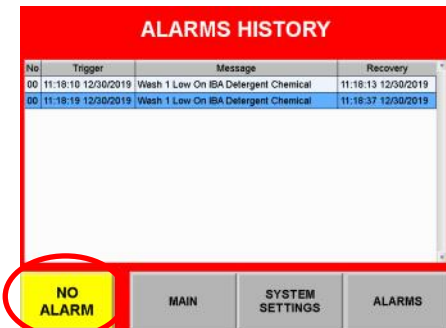 ALARMS HISTORY
No Trigger Message Recovery
00 11:18:10 12/30/2019 Wash 1 Low On IBA Detergent Chemical 11:18:13 12/30/2019
00 11:18:19 12/30/2019 Wash 1 Low On IBA Detergent Chemical 11:18:37 12/30/2019
NO
ALARM
MAIN
SYSTEM
SETTINGS
ALARMS